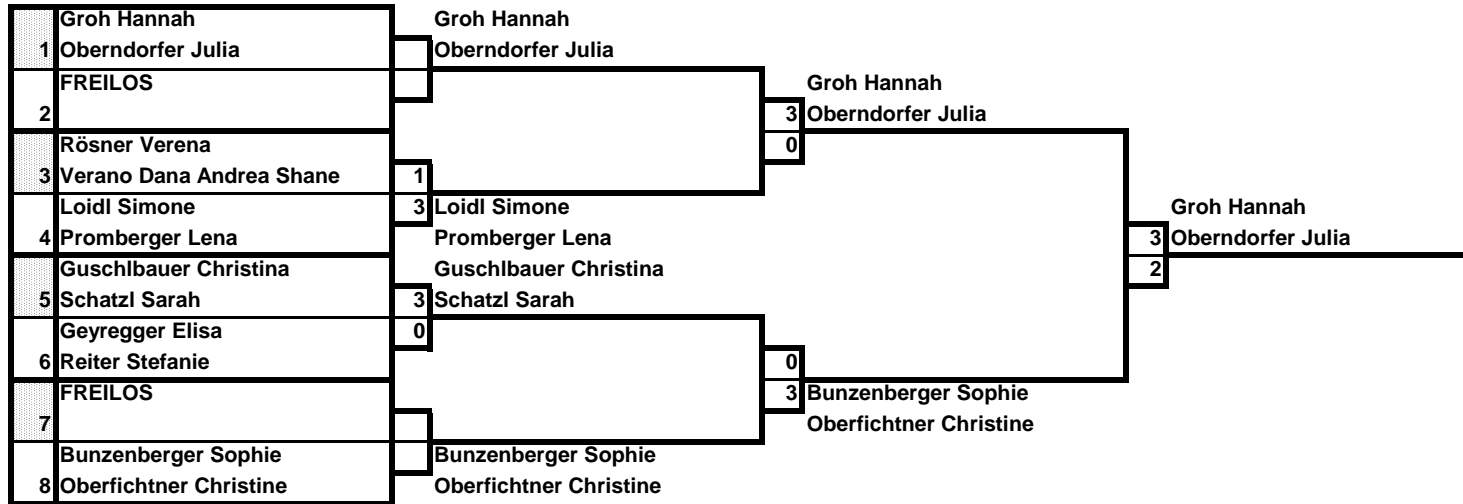 Groh Hannah Groh Hannah
1 Oberndorfer Julia Oberndorfer Julia
FREILOS Groh Hannah
2 3 Oberndorfer Julia
Rösner Verena 0
3 Verano Dana Andrea Shane 1
Loidl Simone 3 Loidl Simone Groh Hannah
4 Promberger Lena Promberger Lena 3 Oberndorfer Julia
Guschlbauer Christina Guschlbauer Christina 2
5 Schatzl Sarah 3 Schatzl Sarah
Geyregger Elisa 0
6 Reiter Stefanie 0
FREILOS 3 Bunzenberger Sophie
7 Oberfichtner Christine
Bunzenberger Sophie Bunzenberger Sophie
8 Oberfichtner Christine Oberfichtner Christine